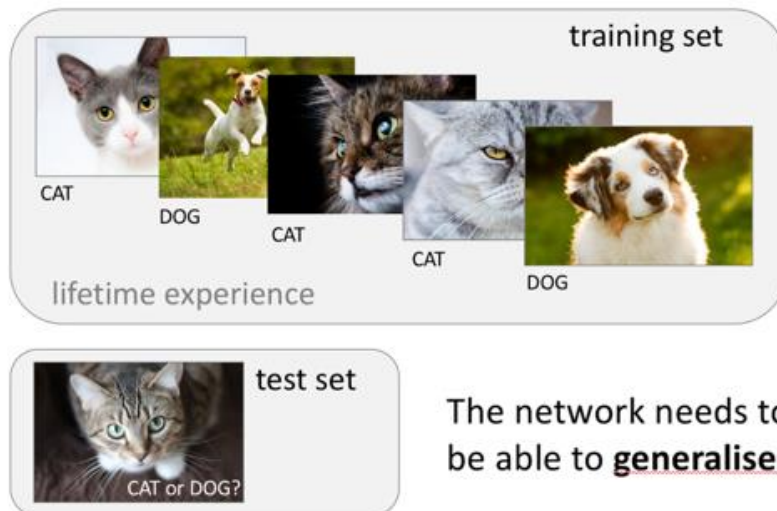 training set
CAT
DOG
CAT
CAT
DOG
lifetime experience
test set
CAT or DOG?
The network needs to
be able to generalise